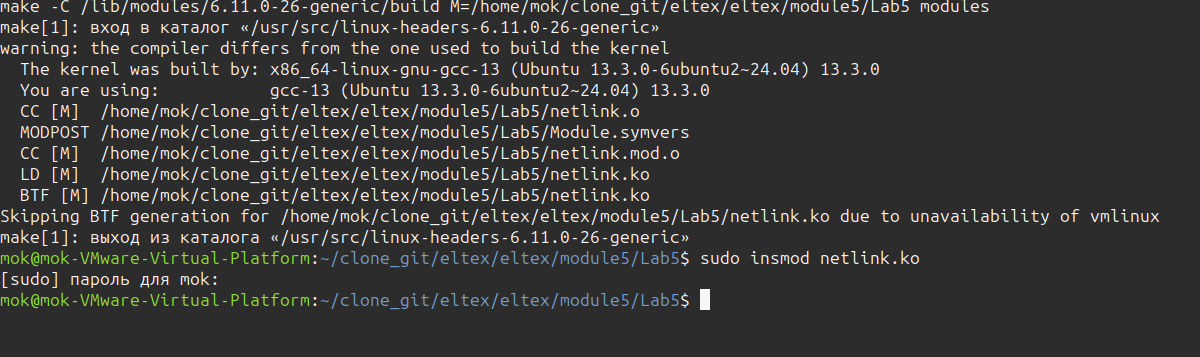 make -C /lib/modules/6.11.0-26-generic/build M=/home/mok/clone_git/eltex/eltex/module5/Lab5 modules
make[1]: вход в каталог «/usr/src/linux-headers-6.11.0-26-generic»
warning: the compiler differs from the one used to build the kernel
  The kernel was built by: x86_64-linux-gnu-gcc-13 (Ubuntu 13.3.0-6ubuntu2~24.04) 13.3.0
  You are using:           gcc-13 (Ubuntu 13.3.0-6ubuntu2~24.04) 13.3.0
  CC [M]  /home/mok/clone_git/eltex/eltex/module5/Lab5/netlink.o
  MODPOST /home/mok/clone_git/eltex/eltex/module5/Lab5/Module.symvers
  CC [M]  /home/mok/clone_git/eltex/eltex/module5/Lab5/netlink.mod.o
  LD [M]  /home/mok/clone_git/eltex/eltex/module5/Lab5/netlink.ko
  BTF [M] /home/mok/clone_git/eltex/eltex/module5/Lab5/netlink.ko
Skipping BTF generation for /home/mok/clone_git/eltex/eltex/module5/Lab5/netlink.ko due to unavailability of vmlinux
make[1]: выход из каталога «/usr/src/linux-headers-6.11.0-26-generic»
mok@mok-VMware-Virtual-Platform:~/clone_git/eltex/eltex/module5/Lab5$ sudo insmod netlink.ko
[sudo] пароль для mok:
mok@mok-VMware-Virtual-Platform:~/clone_git/eltex/eltex/module5/Lab5$